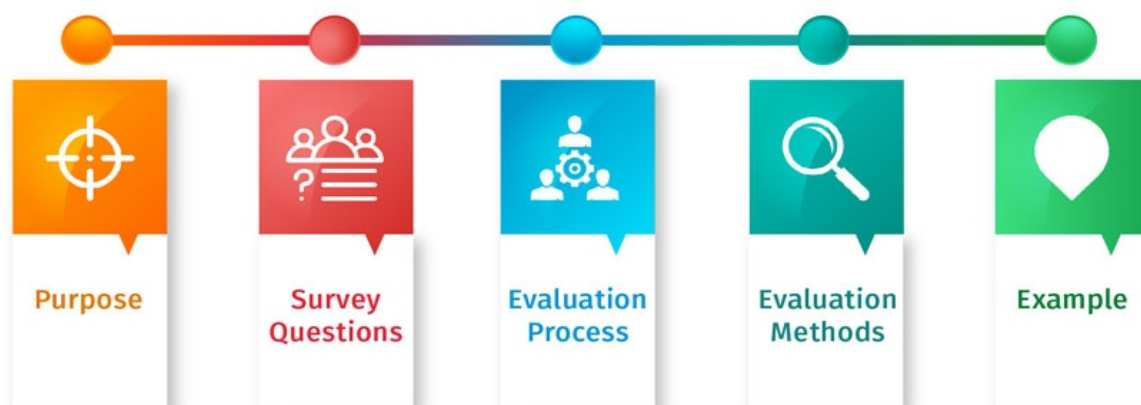 Purpose
Survey
Questions
Evaluation
Process
Evaluation
Methods
Example